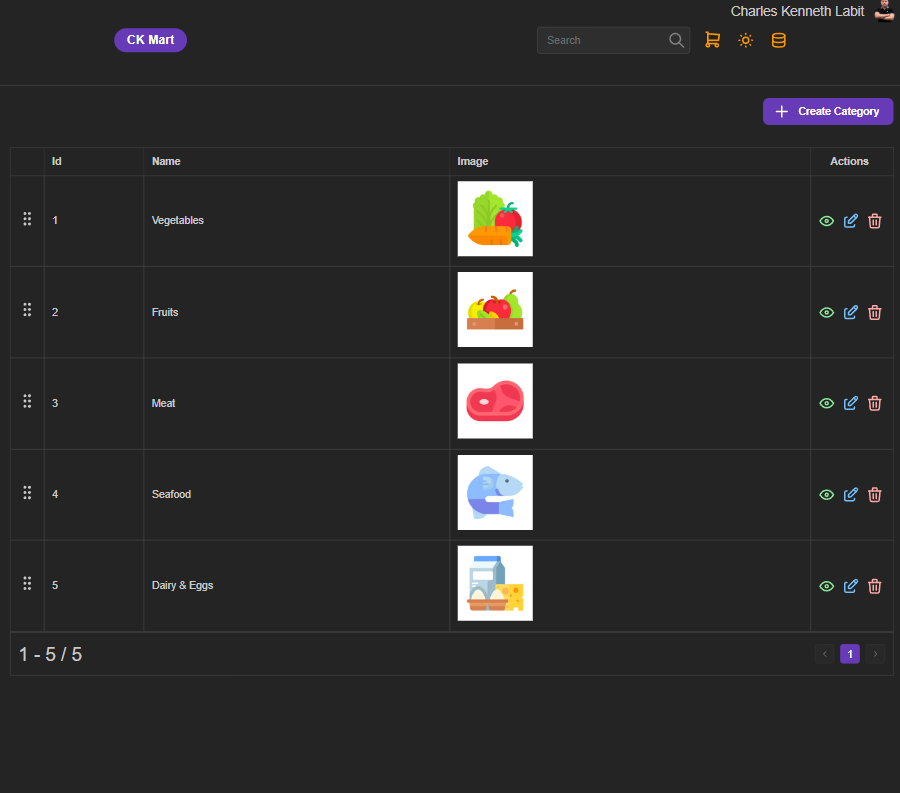 Charles Kenneth Labit
CK Mart
Search
Create Category
Id Name Image Actions
1 Vegetables
2 Fruits
3 Meat
4 Seafood
5 Dairy & Eggs
1 - 5 / 5
1